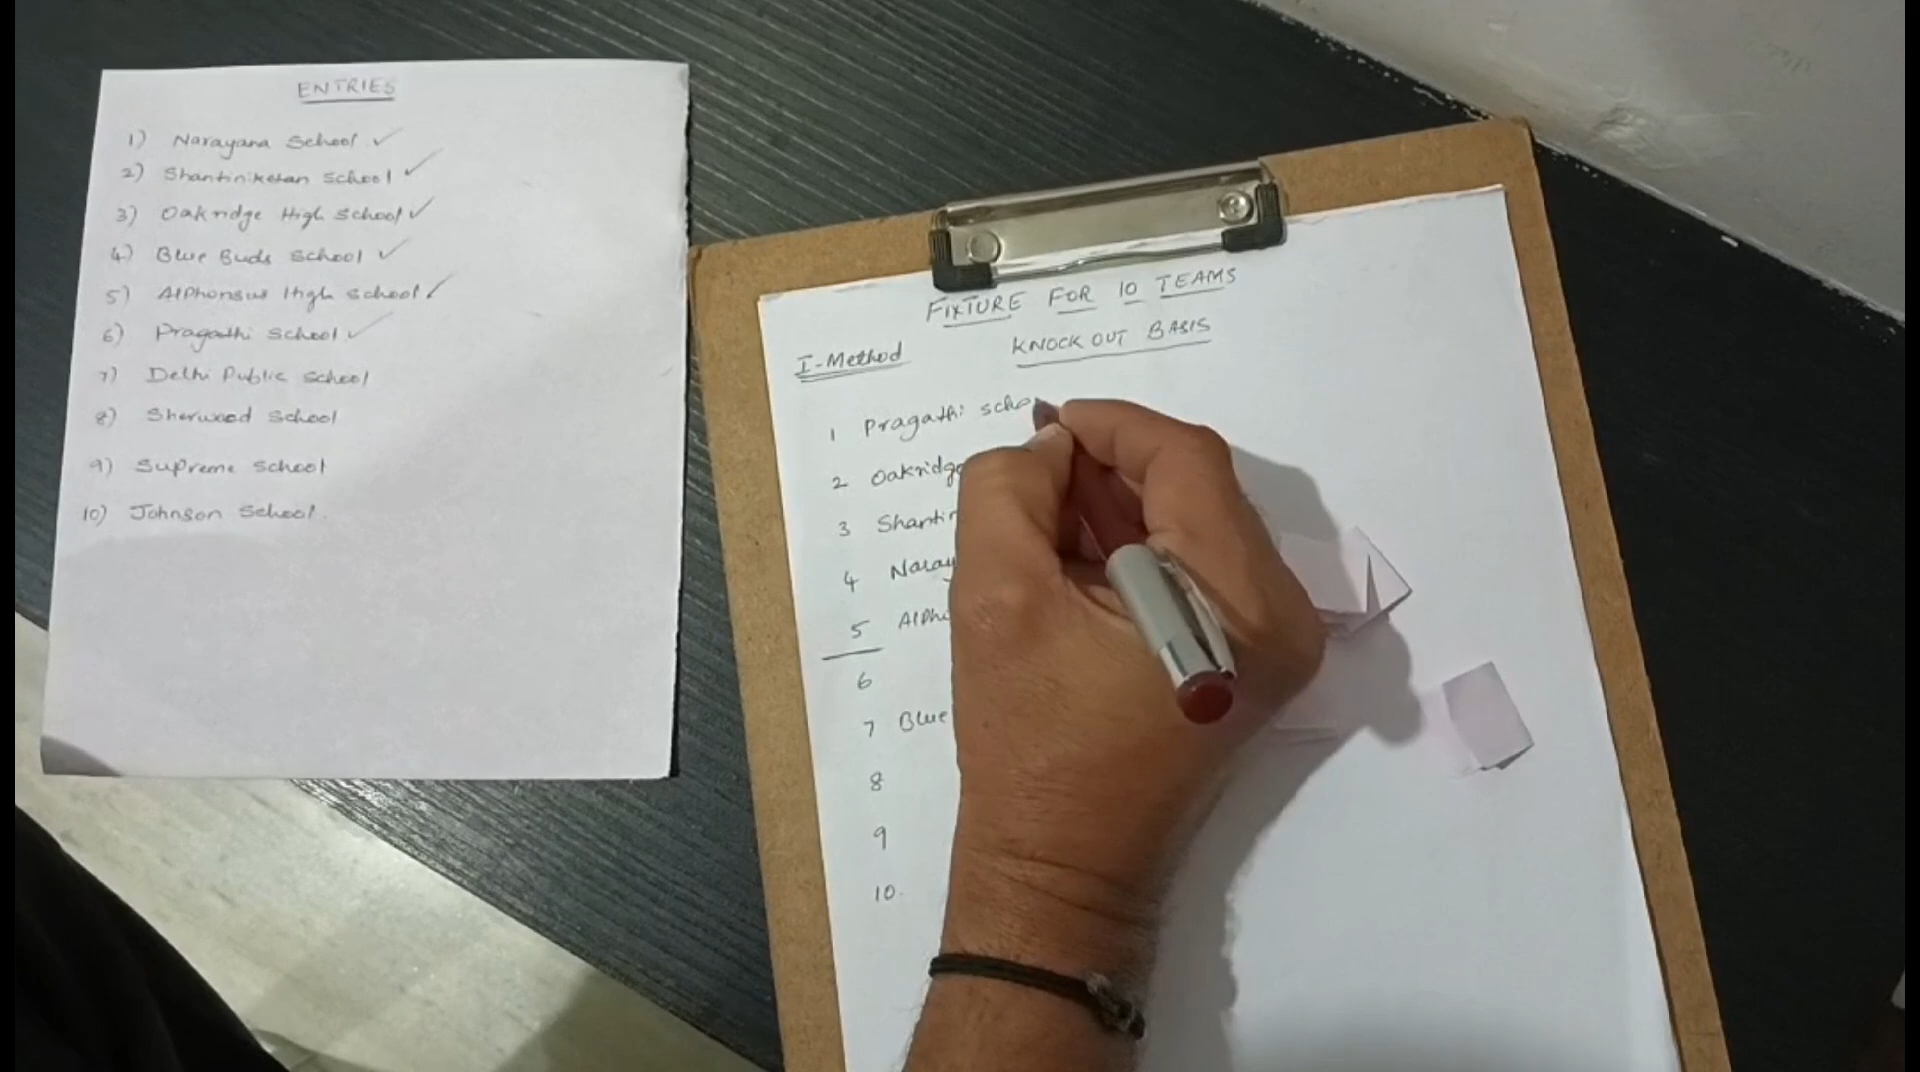 ENTRIES
1) Narayana School ✓
2) Shantiniketan School ✓
3) Oakridge High School ✓
4) Blue Buds School ✓
5) Alphonsus High School ✓
6) Pragathi School ✓
7) Delhi Public School
8) Sherwood School
9) Supreme School
10) Johnson School.
FIXTURE FOR 10 TEAMS
KNOCK OUT BASIS
I-Method
1 Pragathi scho
2 Oakridge
3 Shantin
4 Naray
5 Alpho
6
7 Blue
8
9
10.